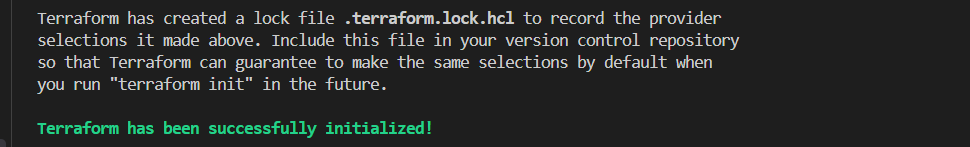 Terraform has created a lock file .terraform.lock.hcl to record the provider
selections it made above. Include this file in your version control repository
so that Terraform can guarantee to make the same selections by default when
you run "terraform init" in the future.
Terraform has been successfully initialized!